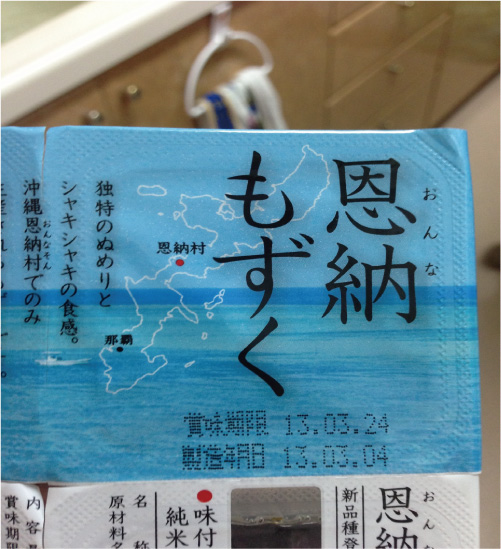 おんな
恩納
もずく
恩納村
那覇
独特のぬめりと
シャキシャキの食感。
おんなそん
沖縄恩納村でのみ
賞味期限 13.03.24
製造年月日 13.03.04
おんな
恩納
新品種登
味付
純米
名 称
原材料名
内容
賞味期限